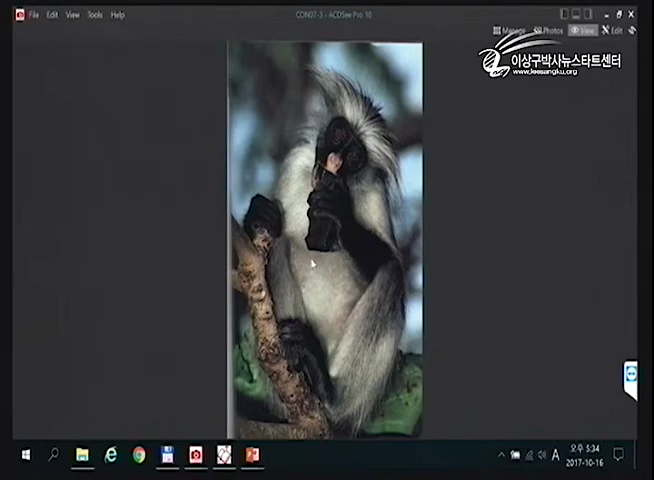 File Edit View Tools Help
CON07-3 - ACDSee Pro 10
Manage Photos View Edit
이상구박사뉴스타트센터
www.leesangku.org
A
오후 5:34
2017-10-16